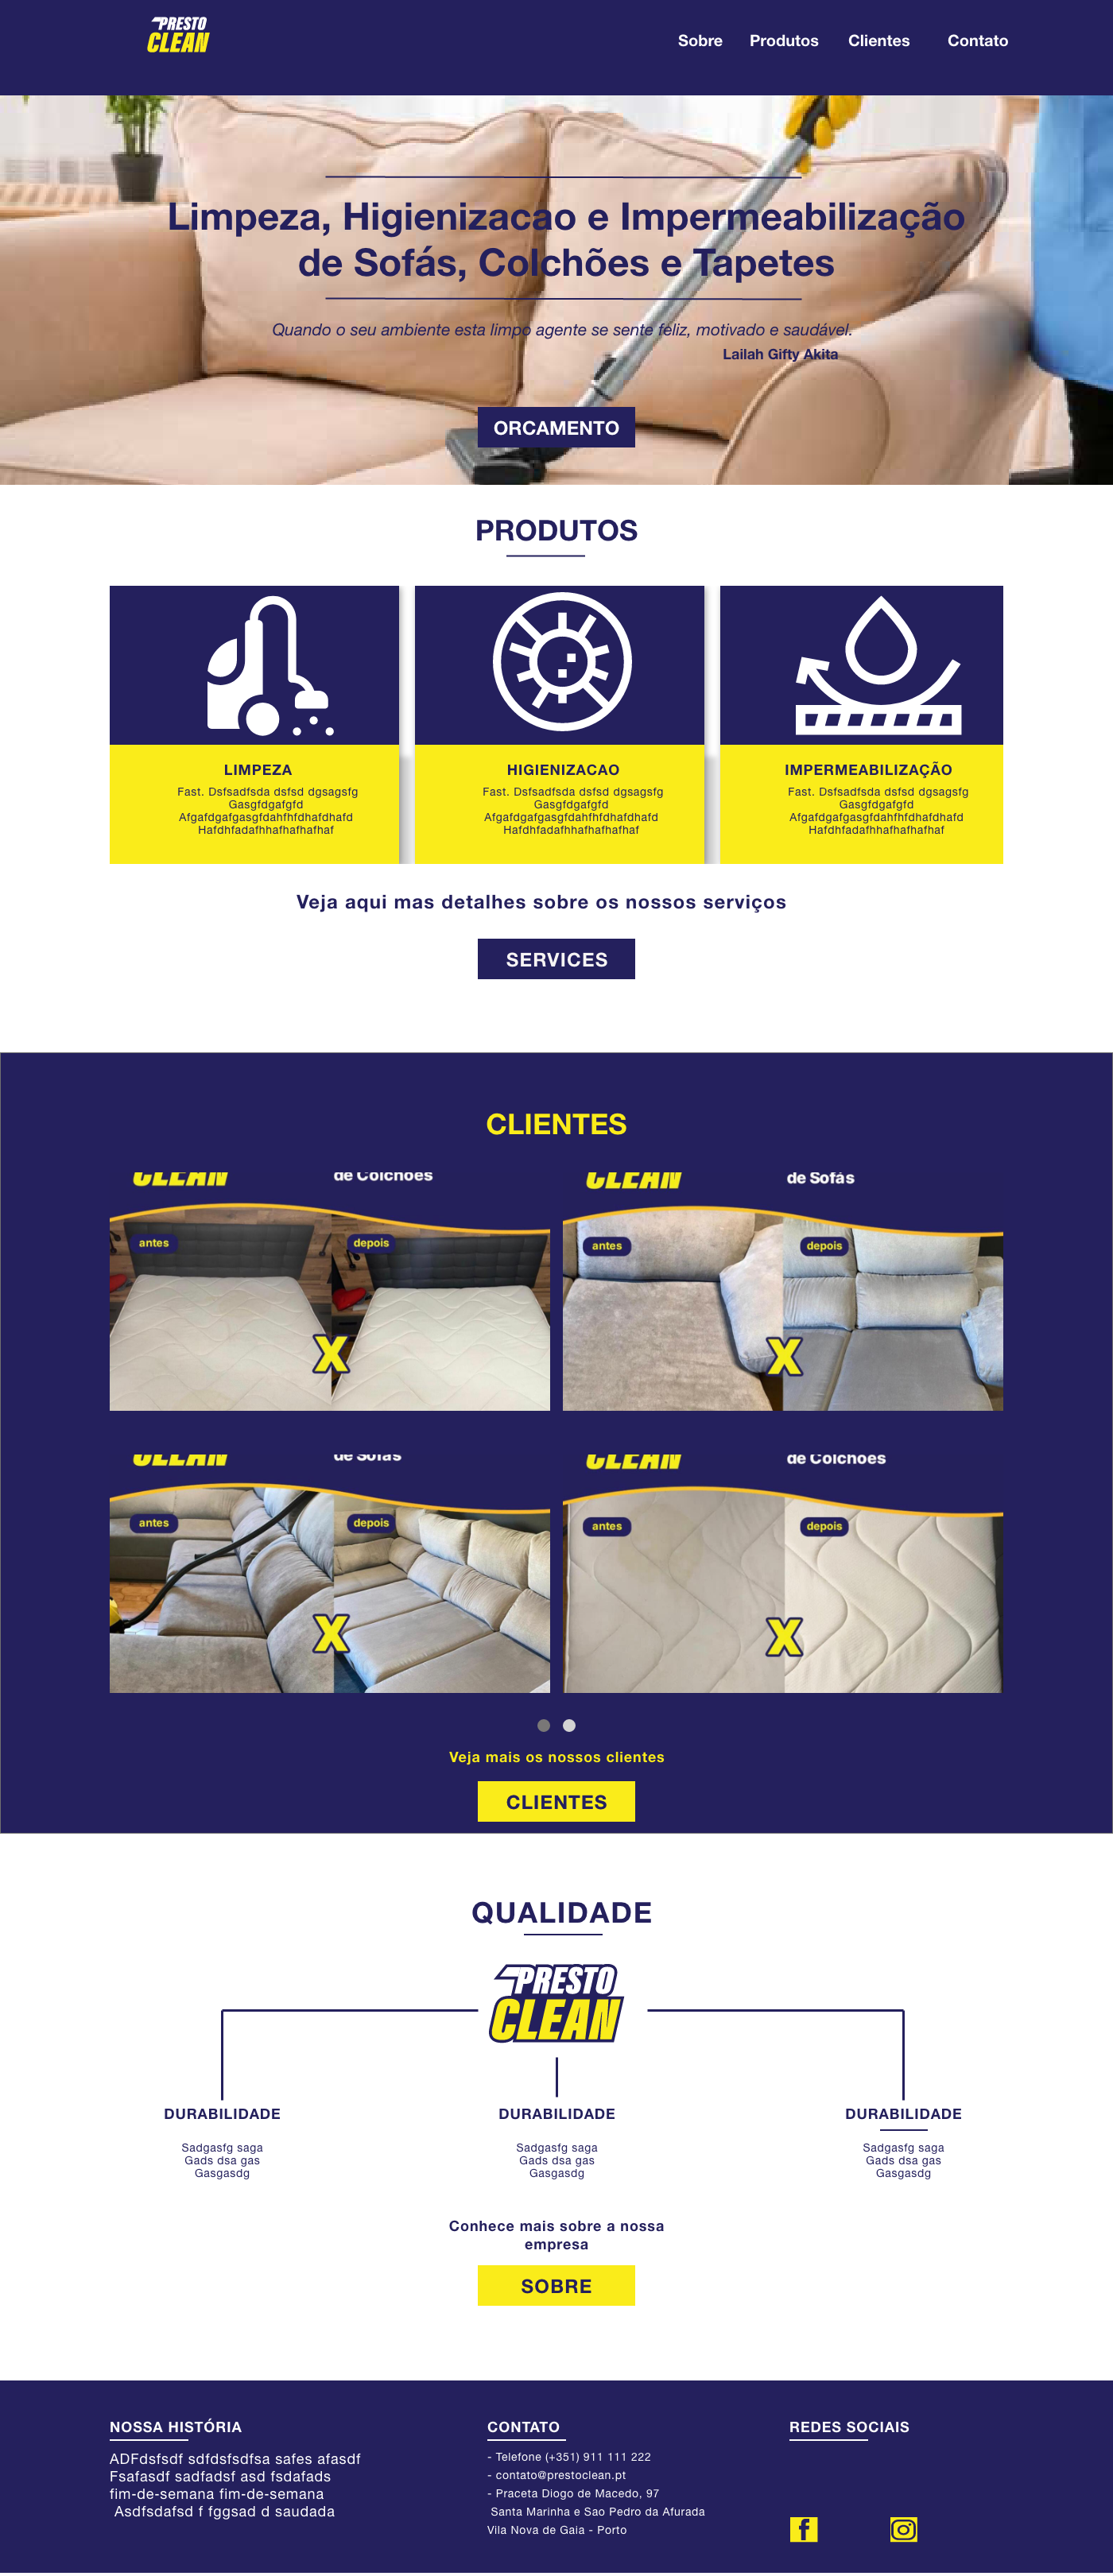 PRESTO
CLEAN
Sobre Produtos Clientes Contato
Limpeza, Higienizacao e Impermeabilização
de Sofás, Colchões e Tapetes
Quando o seu ambiente esta limpo agente se sente feliz, motivado e saudável.
Lailah Gifty Akita
ORCAMENTO
PRODUTOS
LIMPEZA
Fast. Dsfsadfsda dsfsd dgsagsfg
Gasgfdgafgfd
Afgafdgafgasgfdahfhfdhafdhafd
Hafdhfadafhhafhafhafhaf
HIGIENIZACAO
Fast. Dsfsadfsda dsfsd dgsagsfg
Gasgfdgafgfd
Afgafdgafgasgfdahfhfdhafdhafd
Hafdhfadafhhafhafhafhaf
IMPERMEABILIZAÇÃO
Fast. Dsfsadfsda dsfsd dgsagsfg
Gasgfdgafgfd
Afgafdgafgasgfdahfhfdhafdhafd
Hafdhfadafhhafhafhafhaf
Veja aqui mas detalhes sobre os nossos serviços
SERVICES
CLIENTES
CLEAN de Colchões
antes depois
X
CLEAN de Sofás
antes depois
X
CLEAN de Sofás
antes depois
X
CLEAN de Colchões
antes depois
X
Veja mais os nossos clientes
CLIENTES
QUALIDADE
PRESTO
CLEAN
DURABILIDADE
Sadgasfg saga
Gads dsa gas
Gasgasdg
DURABILIDADE
Sadgasfg saga
Gads dsa gas
Gasgasdg
DURABILIDADE
Sadgasfg saga
Gads dsa gas
Gasgasdg
Conhece mais sobre a nossa
empresa
SOBRE
NOSSA HISTÓRIA
ADFdsfsdf sdfdsfsdfsa safes afasdf
Fsafasdf sadfadsf asd fsdafads
fim-de-semana fim-de-semana
Asdfsdafsd f fggsad d saudada
CONTATO
- Telefone (+351) 911 111 222
- contato@prestoclean.pt
- Praceta Diogo de Macedo, 97
Santa Marinha e Sao Pedro da Afurada
Vila Nova de Gaia - Porto
REDES SOCIAIS